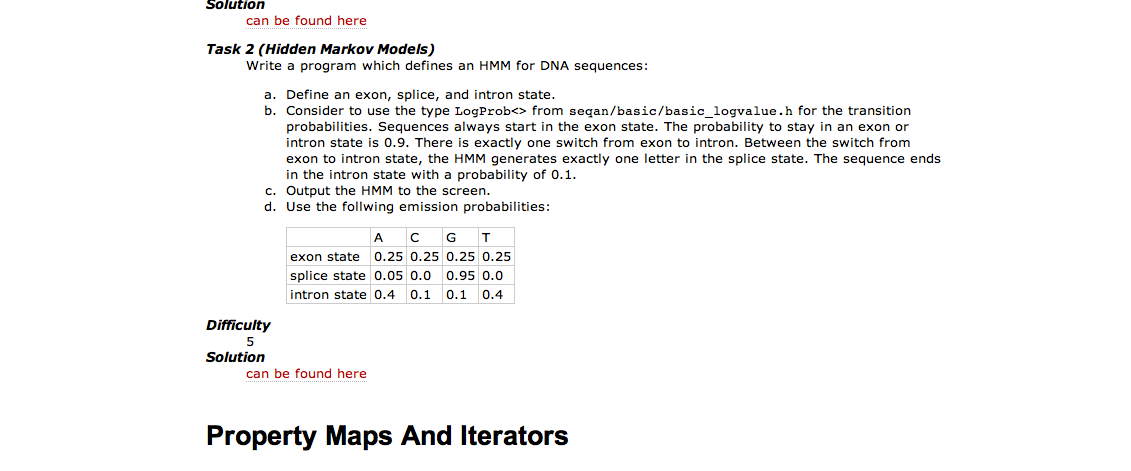 Solution
can be found here
Task 2 (Hidden Markov Models)
Write a program which defines an HMM for DNA sequences:
a. Define an exon, splice, and intron state.
b. Consider to use the type LogProb<> from seqan/basic/basic_logvalue.h for the transition
probabilities. Sequences always start in the exon state. The probability to stay in an exon or
intron state is 0.9. There is exactly one switch from exon to intron. Between the switch from
exon to intron state, the HMM generates exactly one letter in the splice state. The sequence ends
in the intron state with a probability of 0.1.
c. Output the HMM to the screen.
d. Use the follwing emission probabilities:
A C G T
exon state 0.25 0.25 0.25 0.25
splice state 0.05 0.0 0.95 0.0
intron state 0.4 0.1 0.1 0.4
Difficulty
5
Solution
can be found here
Property Maps And Iterators